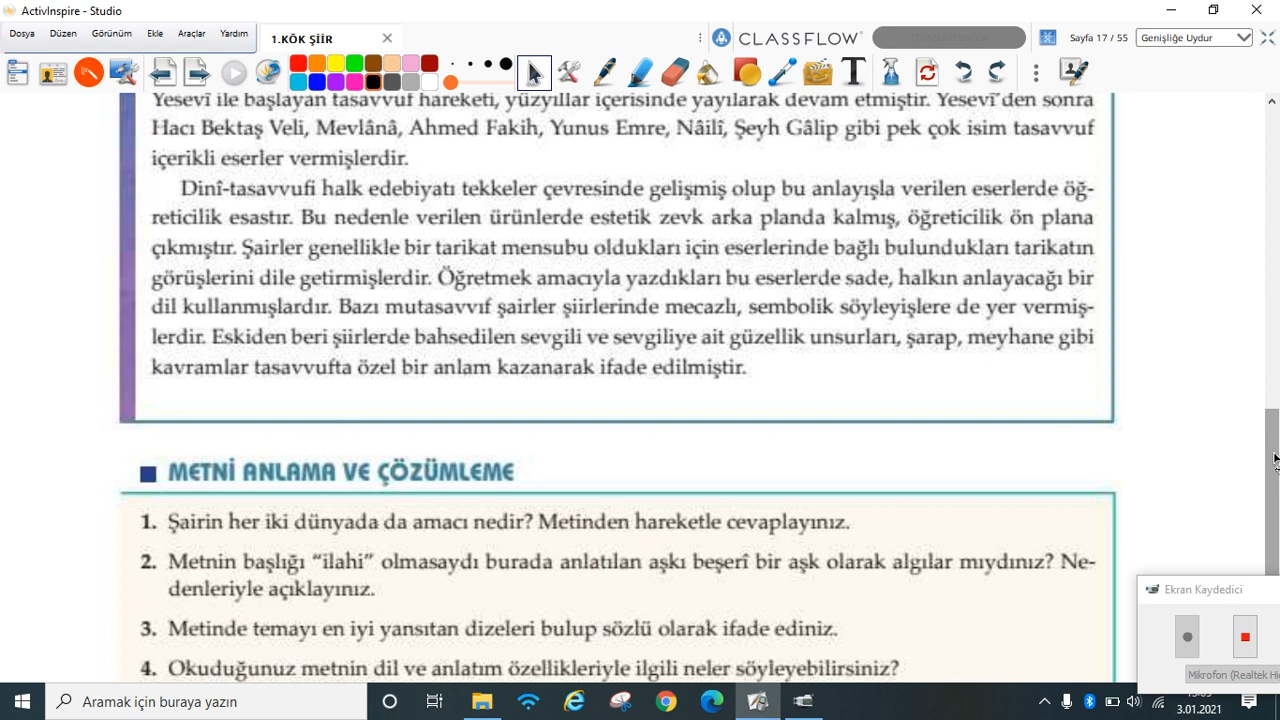 ActivInspire - Studio
Dosya Düzen Görünüm Ekle Araçlar Yardım
1.KÖK ŞİİR
CLASSFLOW
Sayfa 17 / 55
Genişliğe Uydur
Yesevî ile başlayan tasavvuf hareketi, yüzyıllar içerisinde yayılarak devam etmiştir. Yesevî'den sonra
Hacı Bektaş Veli, Mevlânâ, Ahmed Fakih, Yunus Emre, Nâilî, Şeyh Gâlip gibi pek çok isim tasavvuf
içerikli eserler vermişlerdir.
Dinî-tasavvufi halk edebiyatı tekkeler çevresinde gelişmiş olup bu anlayışla verilen eserlerde öğ-
reticilik esastır. Bu nedenle verilen ürünlerde estetik zevk arka planda kalmış, öğreticilik ön plana
çıkmıştır. Şairler genellikle bir tarikat mensubu oldukları için eserlerinde bağlı bulundukları tarikatın
görüşlerini dile getirmişlerdir. Öğretmek amacıyla yazdıkları bu eserlerde sade, halkın anlayacağı bir
dil kullanmışlardır. Bazı mutasavvıf şairler şiirlerinde mecazlı, sembolik söyleyişlere de yer vermiş-
lerdir. Eskiden beri şiirlerde bahsedilen sevgili ve sevgiliye ait güzellik unsurları, şarap, meyhane gibi
kavramlar tasavvufta özel bir anlam kazanarak ifade edilmiştir.
METNİ ANLAMA VE ÇÖZÜMLEME
1. Şairin her iki dünyada da amacı nedir? Metinden hareketle cevaplayınız.
2. Metnin başlığı “ilahi” olmasaydı burada anlatılan aşkı beşerî bir aşk olarak algılar mıydınız? Ne-
denleriyle açıklayınız.
3. Metinde temayı en iyi yansıtan dizeleri bulup sözlü olarak ifade ediniz.
4. Okuduğunuz metnin dil ve anlatım özellikleriyle ilgili neler söyleyebilirsiniz?
Ekran Kaydedici
Mikrofon (Realtek Hi
Aramak için buraya yazın
3.01.2021